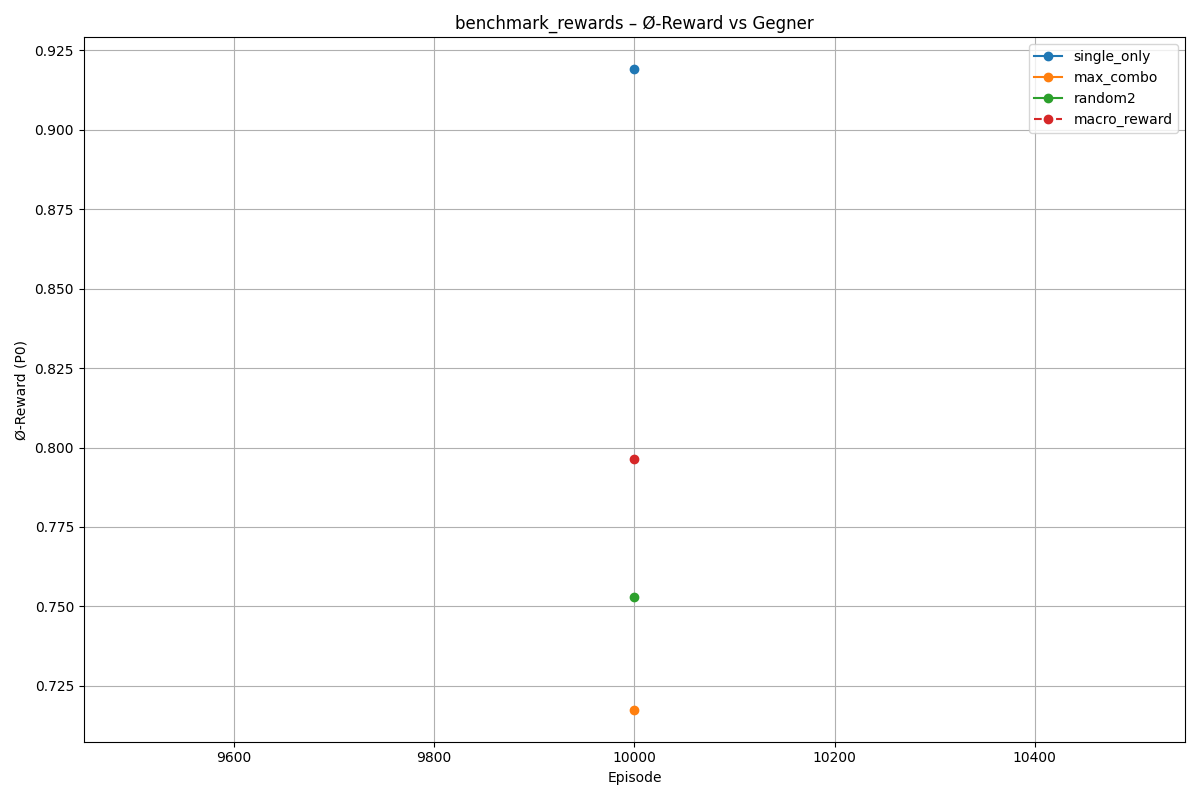 benchmark_rewards – Ø-Reward vs Gegner
single_only
max_combo
random2
macro_reward
0.925
0.900
0.875
0.850
0.825
0.800
0.775
0.750
0.725
Ø-Reward (P0)
9600 9800 10000 10200 10400
Episode